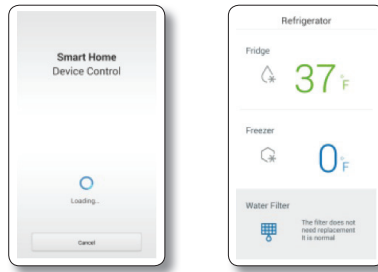 Smart Home
Device Control
Loading...
Cancel
Refrigerator
Fridge
37°F
Freezer
0°F
Water Filter
The filter does not
need replacement
It is normal